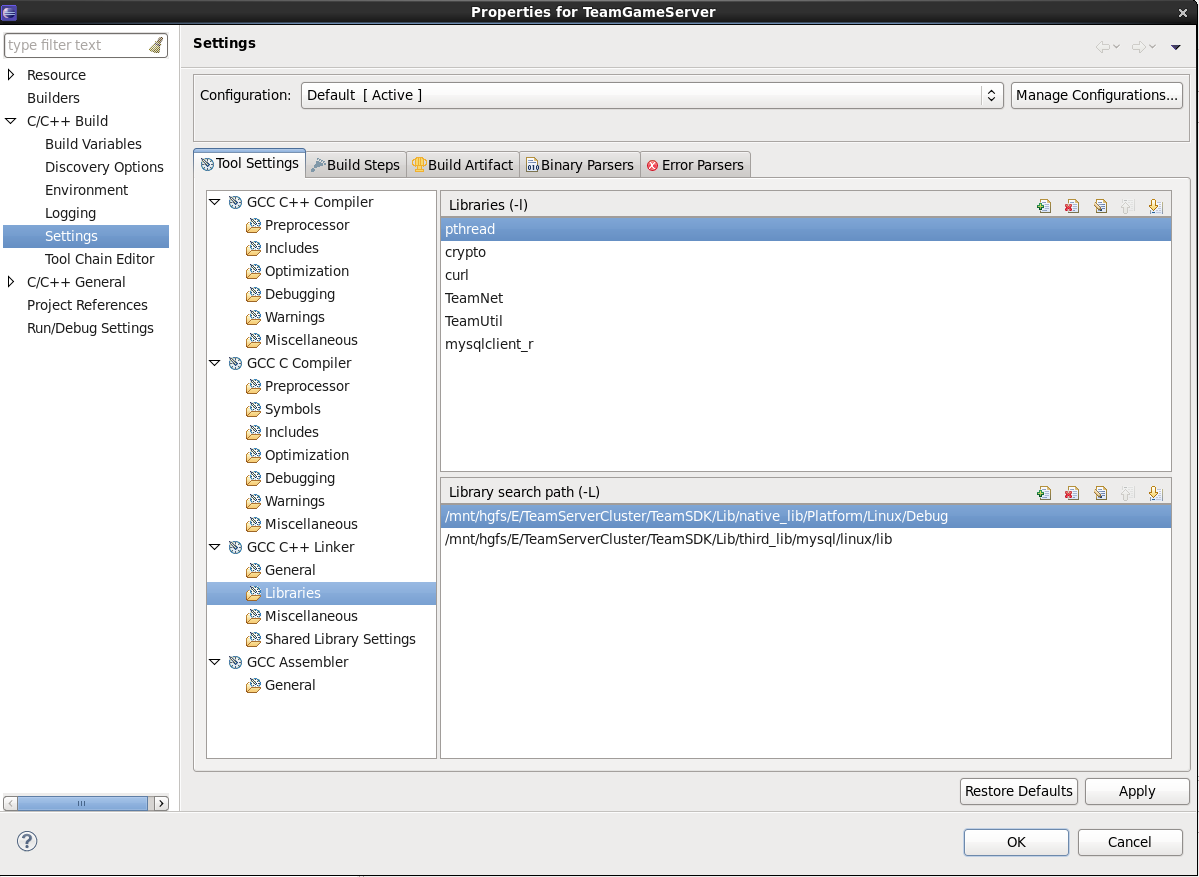 Properties for TeamGameServer
type filter text
Resource
Builders
C/C++ Build
Build Variables
Discovery Options
Environment
Logging
Settings
Tool Chain Editor
C/C++ General
Project References
Run/Debug Settings
Settings
Configuration: Default [ Active ] Manage Configurations...
Tool Settings Build Steps Build Artifact Binary Parsers Error Parsers
GCC C++ Compiler
Preprocessor
Includes
Optimization
Debugging
Warnings
Miscellaneous
GCC C Compiler
Preprocessor
Symbols
Includes
Optimization
Debugging
Warnings
Miscellaneous
GCC C++ Linker
General
Libraries
Miscellaneous
Shared Library Settings
GCC Assembler
General
Libraries (-l)
pthread
crypto
curl
TeamNet
TeamUtil
mysqlclient_r
Library search path (-L)
/mnt/hgfs/E/TeamServerCluster/TeamSDK/Lib/native_lib/Platform/Linux/Debug
/mnt/hgfs/E/TeamServerCluster/TeamSDK/Lib/third_lib/mysql/linux/lib
Restore Defaults Apply
OK Cancel